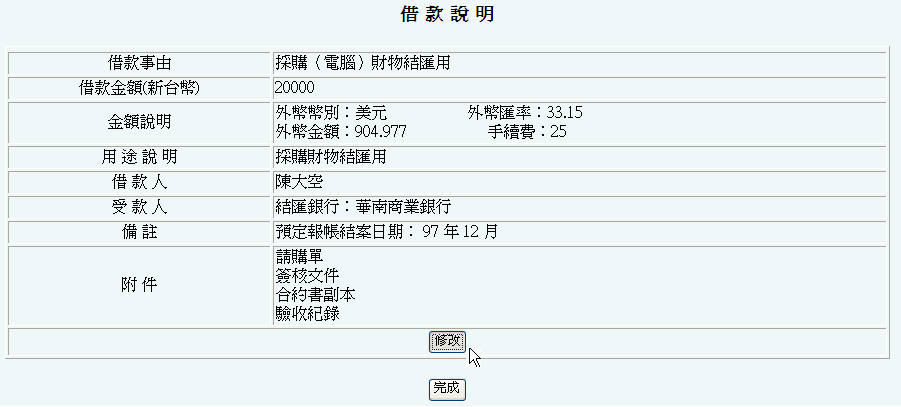 借 款 說 明
借款事由 採購（電腦）財物結匯用
借款金額(新台幣) 20000
金額說明 外幣幣別：美元 外幣匯率：33.15
外幣金額：904.977 手續費：25
用 途 說 明 採購財物結匯用
借 款 人 陳大空
受 款 人 結匯銀行：華南商業銀行
備 註 預定報帳結案日期： 97 年 12 月
附 件 請購單
簽核文件
合約書副本
驗收紀錄
修改
完成